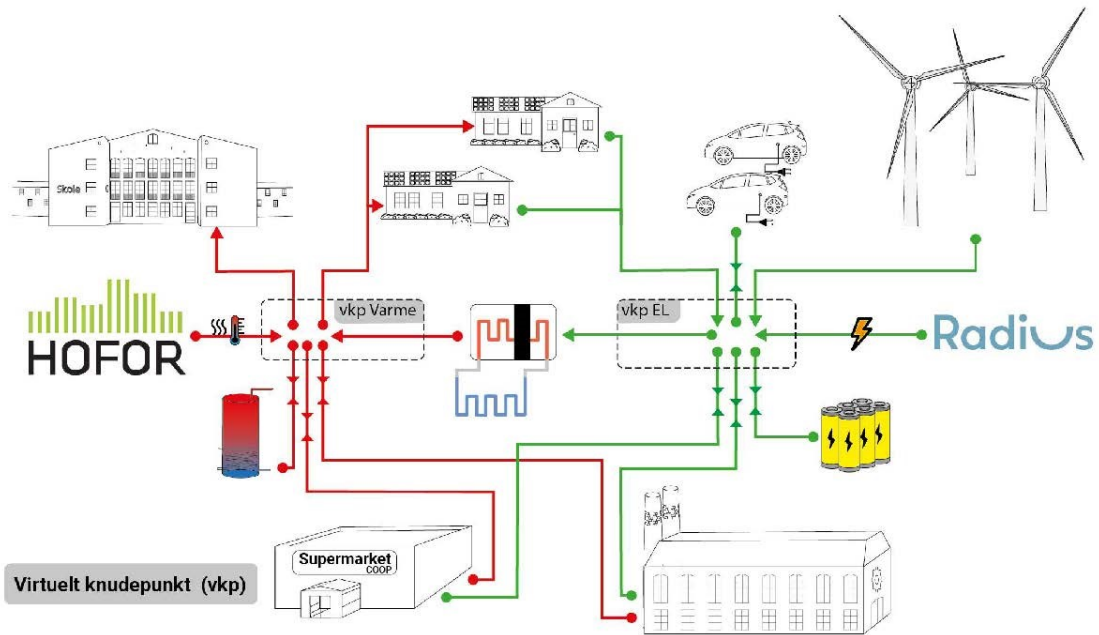 Skole
vkp Varme
vkp EL
HOFOR
Radius
Supermarket
COOP
Virtuelt knudepunkt (vkp)